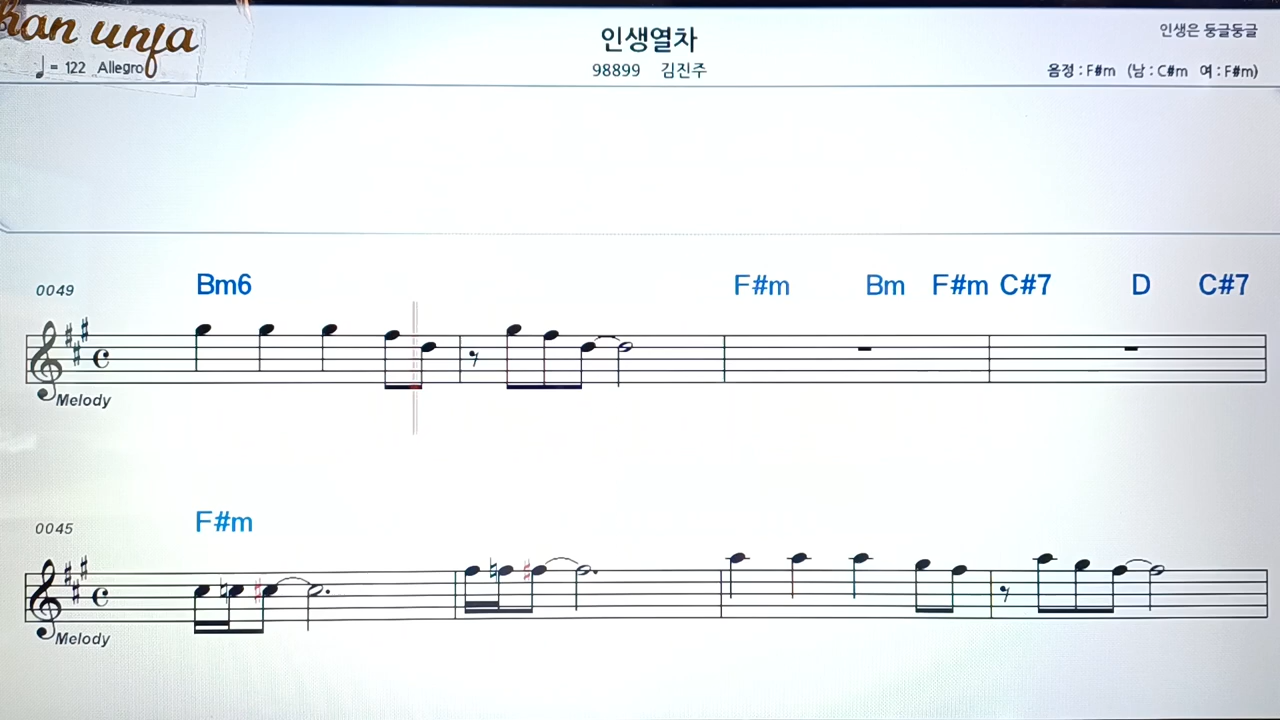 han unja
인생열차
인생은 둥글둥글
♩ = 122 Allegro
98899 김진주
음정 : F#m (남 : C#m 여 : F#m)
0049
Bm6 F#m Bm F#m C#7 D C#7
Melody
0045
F#m
Melody